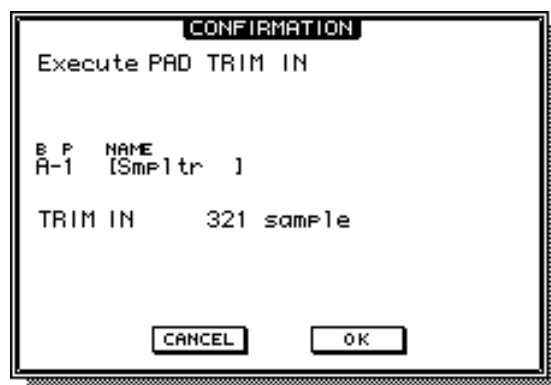 CONFIRMATION
Execute PAD TRIM IN
B P NAME
A-1 [Smpltr ]
TRIM IN 321 sample
CANCEL OK